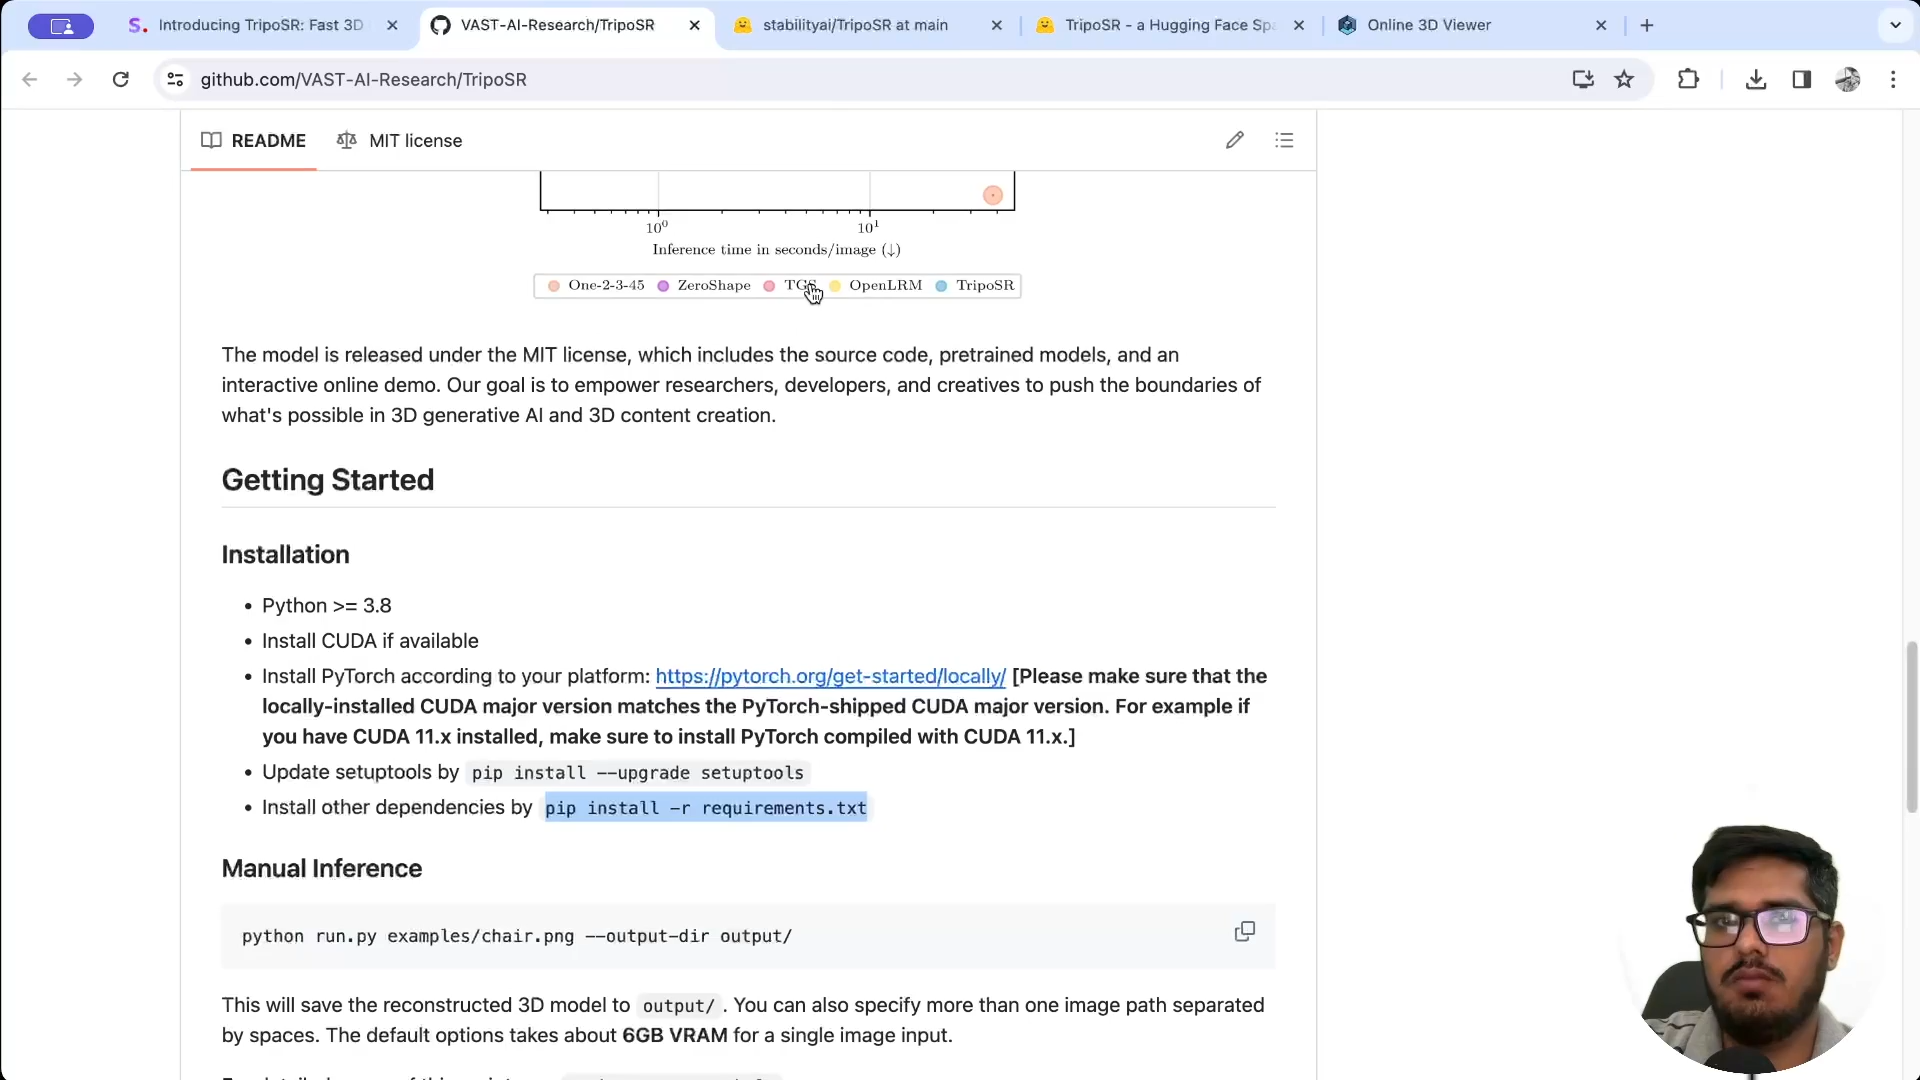 Introducing TripoSR: Fast 3D
VAST-AI-Research/TripoSR
stabilityai/TripoSR at main
TripoSR - a Hugging Face Spa
Online 3D Viewer
github.com/VAST-AI-Research/TripoSR
README
MIT license
10⁰
10¹
Inference time in seconds/image (↓)
One-2-3-45
ZeroShape
TGS
OpenLRM
TripoSR
The model is released under the MIT license, which includes the source code, pretrained models, and an
interactive online demo. Our goal is to empower researchers, developers, and creatives to push the boundaries of
what's possible in 3D generative AI and 3D content creation.
Getting Started
Installation
• Python >= 3.8
• Install CUDA if available
• Install PyTorch according to your platform: https://pytorch.org/get-started/locally/ [Please make sure that the
locally-installed CUDA major version matches the PyTorch-shipped CUDA major version. For example if
you have CUDA 11.x installed, make sure to install PyTorch compiled with CUDA 11.x.]
• Update setuptools by pip install --upgrade setuptools
• Install other dependencies by pip install -r requirements.txt
Manual Inference
python run.py examples/chair.png --output-dir output/
This will save the reconstructed 3D model to output/ . You can also specify more than one image path separated
by spaces. The default options takes about 6GB VRAM for a single image input.